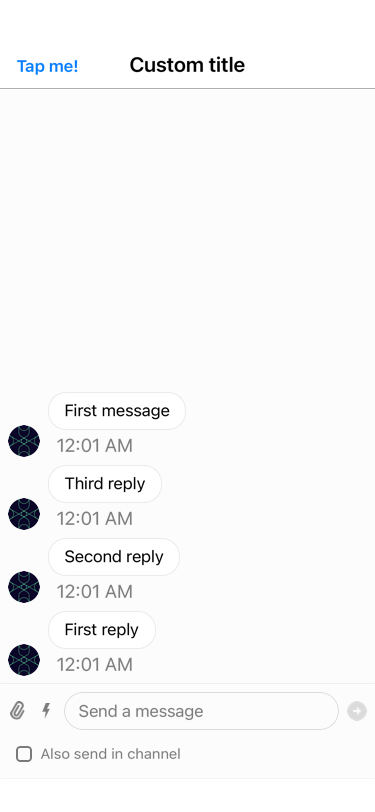 Tap me!
Custom title
First message
12:01 AM
Third reply
12:01 AM
Second reply
12:01 AM
First reply
12:01 AM
Send a message
Also send in channel